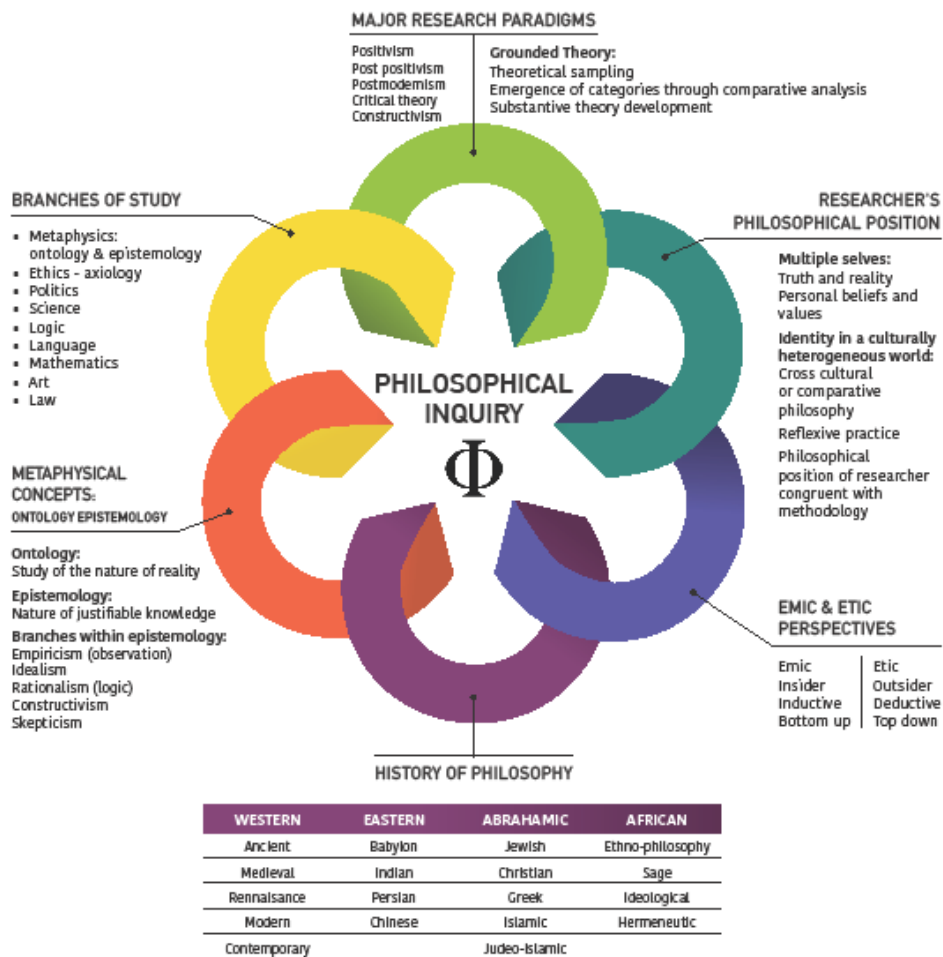 MAJOR RESEARCH PARADIGMS
Positivism
Post positivism
Postmodernism
Critical theory
Constructivism
Grounded Theory:
Theoretical sampling
Emergence of categories through comparative analysis
Substantive theory development
BRANCHES OF STUDY
▪ Metaphysics:
ontology & epistemology
▪ Ethics - axiology
▪ Politics
▪ Science
▪ Logic
▪ Language
▪ Mathematics
▪ Art
▪ Law
RESEARCHER'S
PHILOSOPHICAL POSITION
Multiple selves:
Truth and reality
Personal beliefs and
values
Identity in a culturally
heterogeneous world:
Cross cultural
or comparative
philosophy
Reflexive practice
Philosophical
position of researcher
congruent with
methodology
PHILOSOPHICAL
INQUIRY
Φ
METAPHYSICAL
CONCEPTS:
ONTOLOGY EPISTEMOLOGY
Ontology:
Study of the nature of reality
Epistemology:
Nature of justifiable knowledge
Branches within epistemology:
Empiricism (observation)
Idealism
Rationalism (logic)
Constructivism
Skepticism
EMIC & ETIC
PERSPECTIVES
Emic Etic
Insider Outsider
Inductive Deductive
Bottom up Top down
HISTORY OF PHILOSOPHY
WESTERN EASTERN ABRAHAMIC AFRICAN
Ancient Babylon Jewish Ethno-philosophy
Medieval Indian Christian Sage
Rennaisance Persian Greek Ideological
Modern Chinese Islamic Hermeneutic
Contemporary Judeo-Islamic